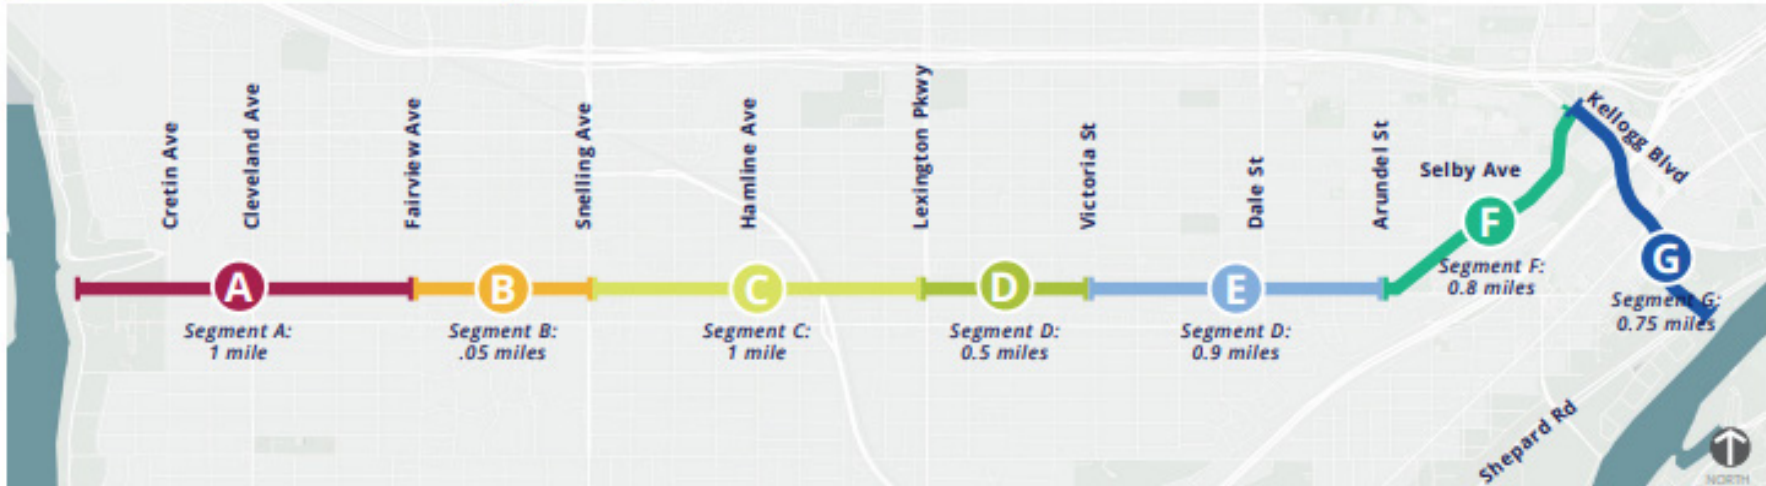 Cretin Ave
Cleveland Ave
Fairview Ave
Snelling Ave
Hamline Ave
Lexington Pkwy
Victoria St
Dale St
Arundel St
Selby Ave
Kellogg Blvd
A
B
C
D
E
F
G
Segment A:
1 mile
Segment B:
.05 miles
Segment C:
1 mile
Segment D:
0.5 miles
Segment D:
0.9 miles
Segment F:
0.8 miles
Segment G:
0.75 miles
Shepard Rd
NORTH